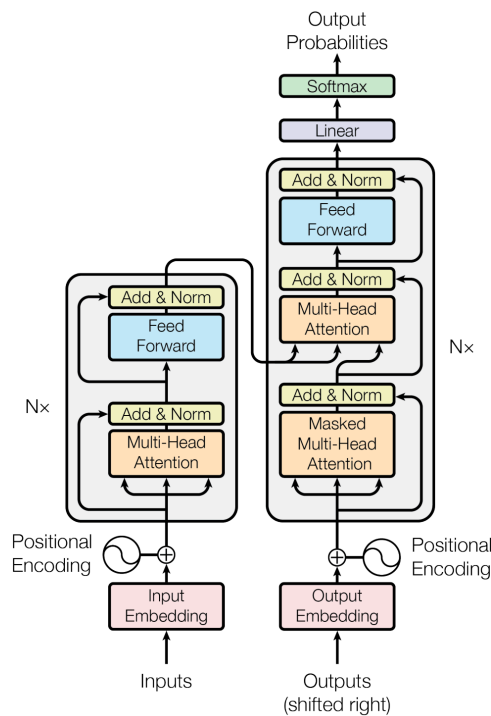 Output
Probabilities
Softmax
Linear
Add & Norm
Feed
Forward
Add & Norm
Multi-Head
Attention
Add & Norm
Masked
Multi-Head
Attention
N×
Add & Norm
Feed
Forward
Add & Norm
Multi-Head
Attention
N×
Positional
Encoding
Positional
Encoding
Input
Embedding
Output
Embedding
Inputs
Outputs
(shifted right)